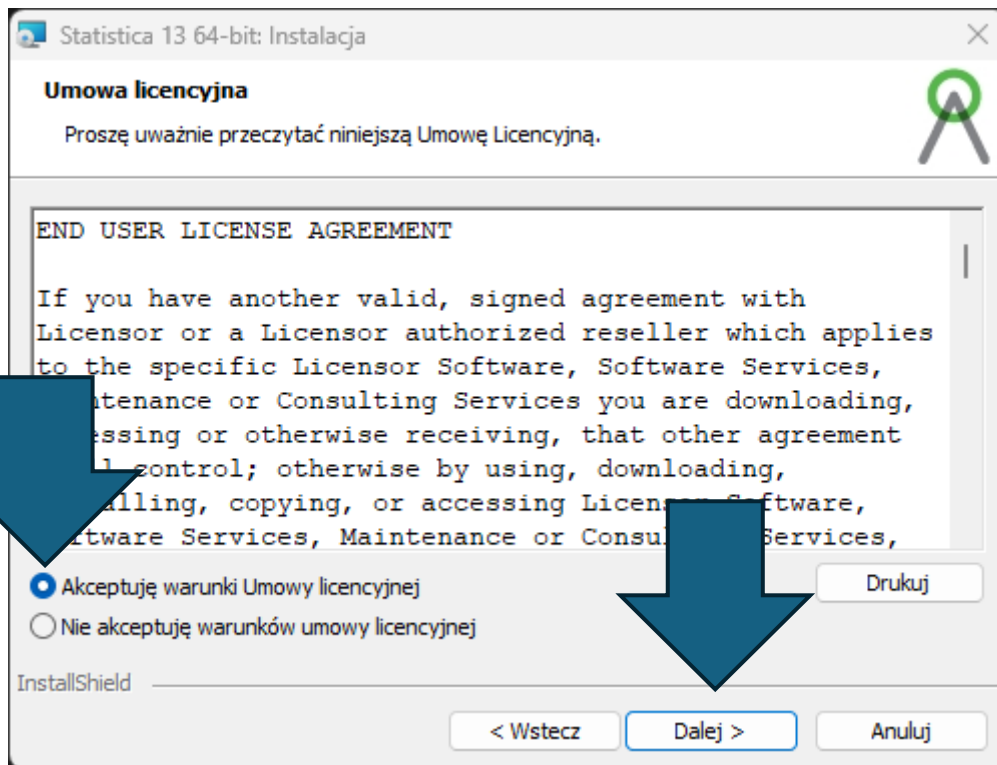 Statistica 13 64-bit: Instalacja
Umowa licencyjna
Proszę uważnie przeczytać niniejszą Umowę Licencyjną.
END USER LICENSE AGREEMENT
If you have another valid, signed agreement with
Licensor or a Licensor authorized reseller which applies
to the specific Licensor Software, Software Services,
or Consulting Services you are downloading,
or otherwise receiving, that other agreement
control; otherwise by using, downloading,
copying, or accessing Licensor
Services, Maintenance or Services,
Akceptuję warunki Umowy licencyjnej
Drukuj
Nie akceptuję warunków umowy licencyjnej
InstallShield
< Wstecz
Dalej >
Anuluj